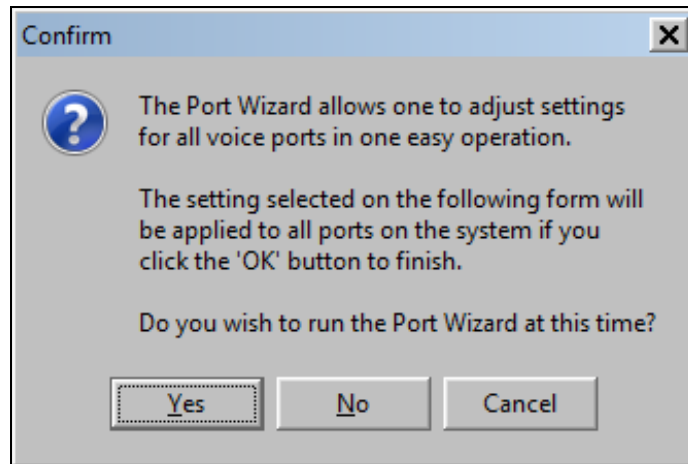 Confirm
The Port Wizard allows one to adjust settings
for all voice ports in one easy operation.
The setting selected on the following form will
be applied to all ports on the system if you
click the 'OK' button to finish.
Do you wish to run the Port Wizard at this time?
Yes No Cancel